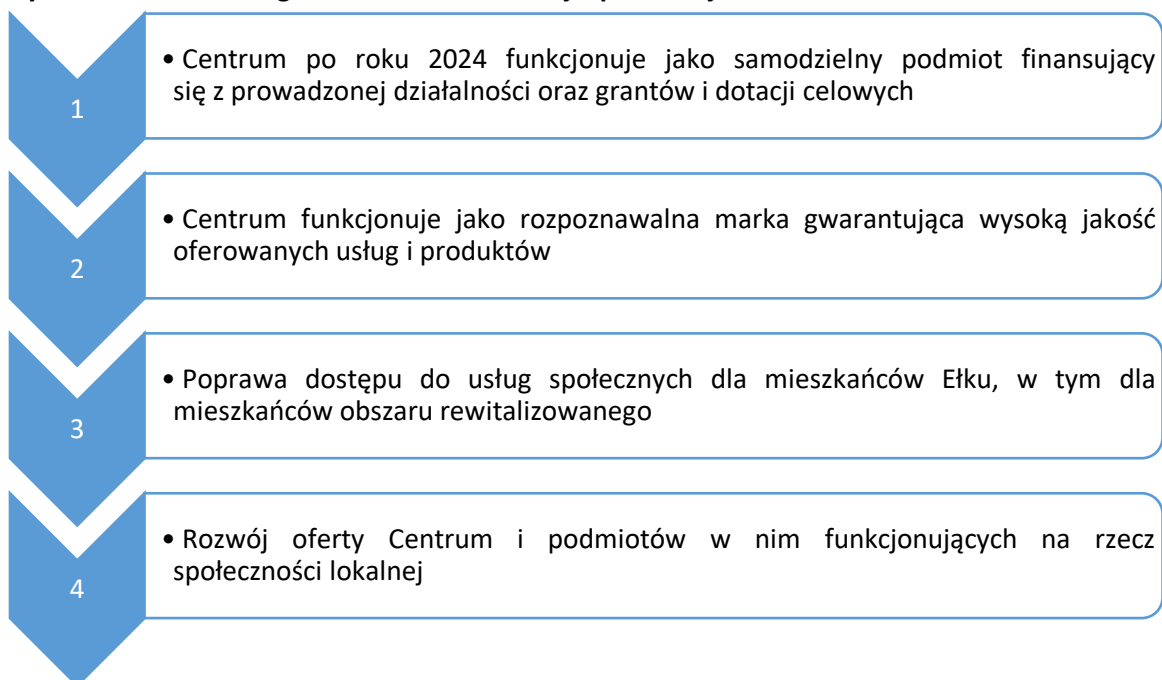 1
• Centrum po roku 2024 funkcjonuje jako samodzielny podmiot finansujący
się z prowadzonej działalności oraz grantów i dotacji celowych
2
• Centrum funkcjonuje jako rozpoznawalna marka gwarantująca wysoką jakość
oferowanych usług i produktów
3
• Poprawa dostępu do usług społecznych dla mieszkańców Ełku, w tym dla
mieszkańców obszaru rewitalizowanego
4
• Rozwój oferty Centrum i podmiotów w nim funkcjonujących na rzecz
społeczności lokalnej